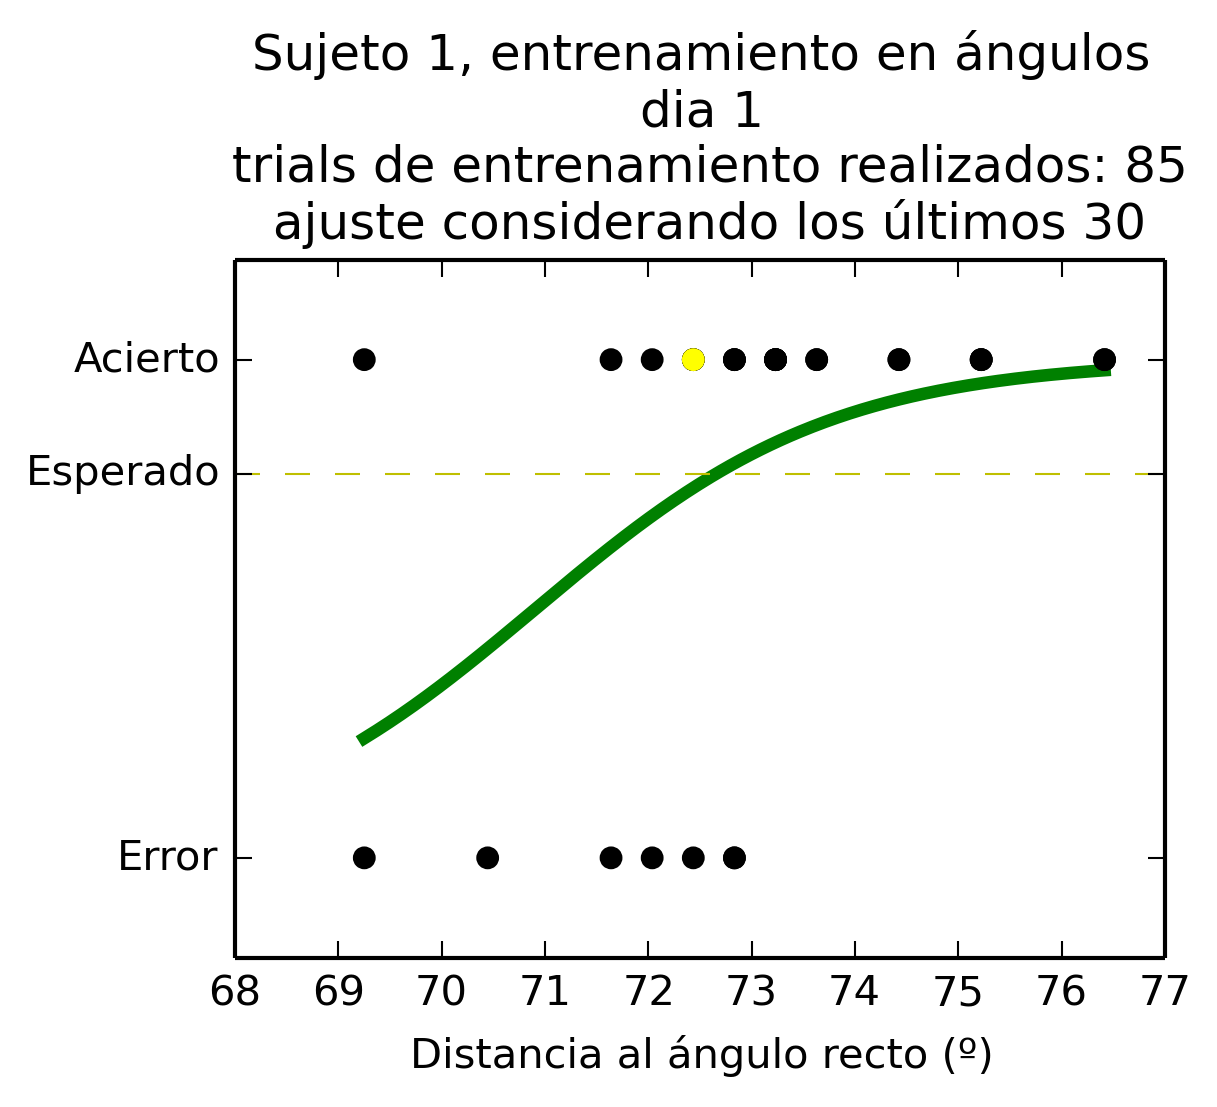 Sujeto 1, entrenamiento en ángulos
dia 1
trials de entrenamiento realizados: 85
ajuste considerando los últimos 30
Acierto
Esperado
Error
68 69 70 71 72 73 74 75 76 77
Distancia al ángulo recto (º)